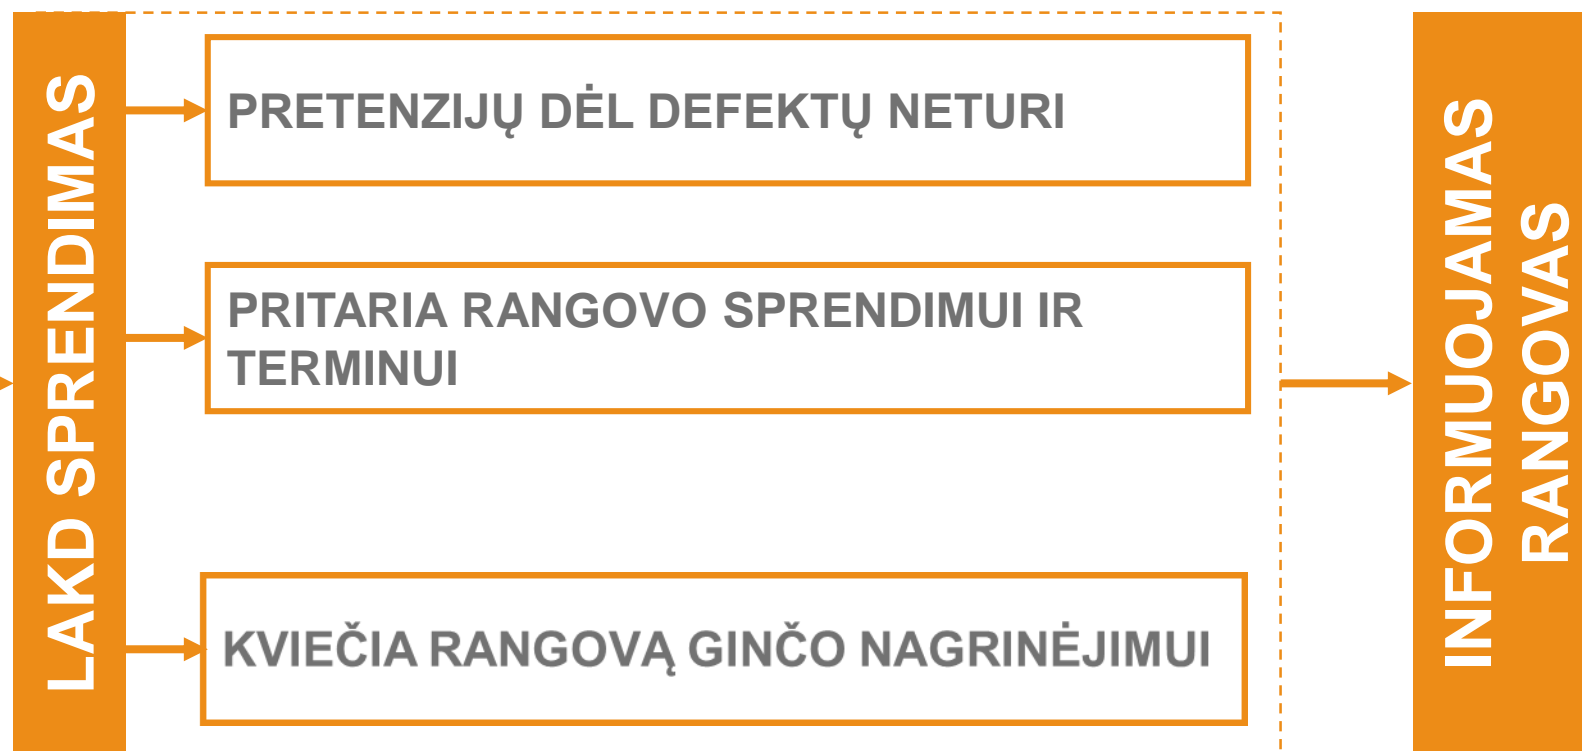 LAKD SPRENDIMAS
PRETENZIJŲ DĖL DEFEKTŲ NETURI
PRITARIA RANGOVO SPRENDIMUI IR
TERMINUI
KVIEČIA RANGOVĄ GINČO NAGRINĖJIMUI
INFORMUOJAMAS
RANGOVAS